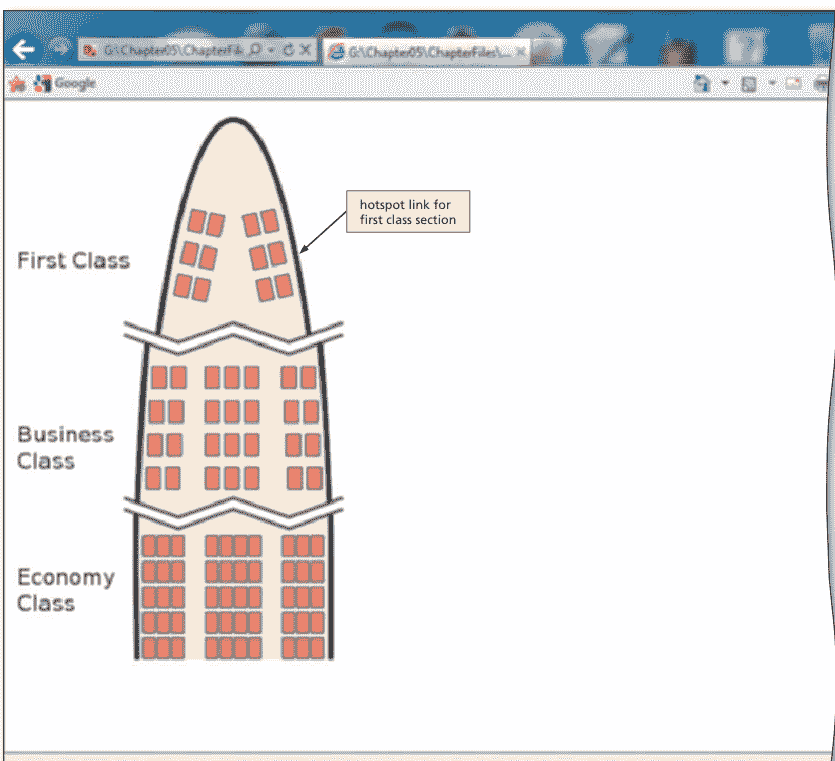 G:\Chapter05\ChapterFil
G:\Chapter05\ChapterFiles\...
Google
hotspot link for
first class section
First Class
Business
Class
Economy
Class